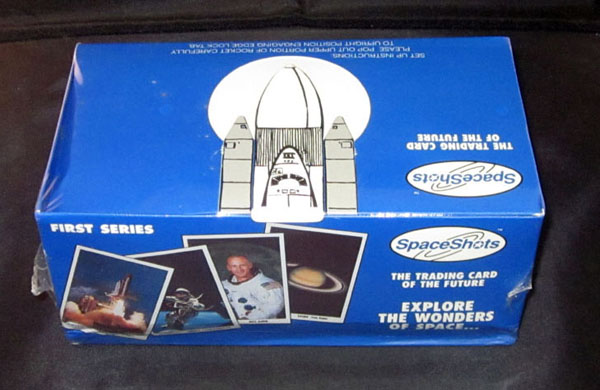 SET UP INSTRUCTIONS:
PLEASE POP OUT UPPER PORTION OF ROCKET CAREFULLY
TO UPRIGHT POSITION ENGAGING EDGE LOCK TAB.
THE TRADING CARD
OF THE FUTURE
SpaceShots
FIRST SERIES
SpaceShots
THE TRADING CARD
OF THE FUTURE
EXPLORE
THE WONDERS
OF SPACE...